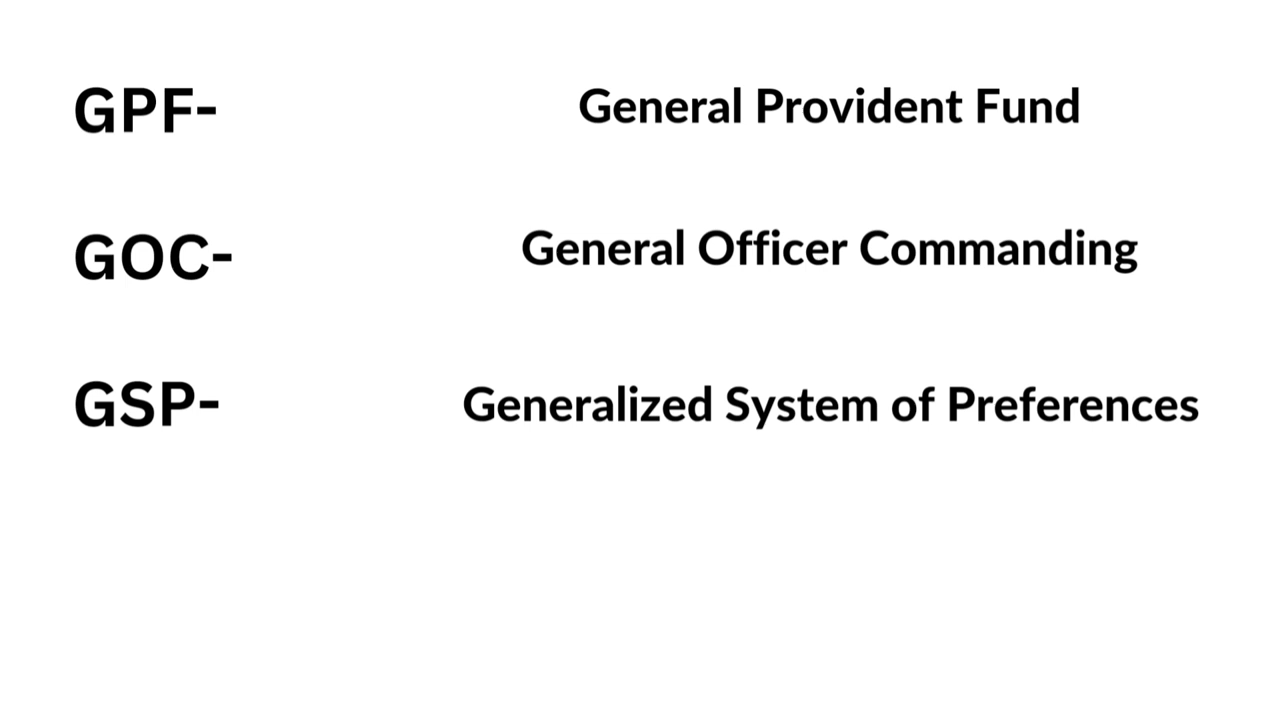 GPF- General Provident Fund
GOC- General Officer Commanding
GSP- Generalized System of Preferences